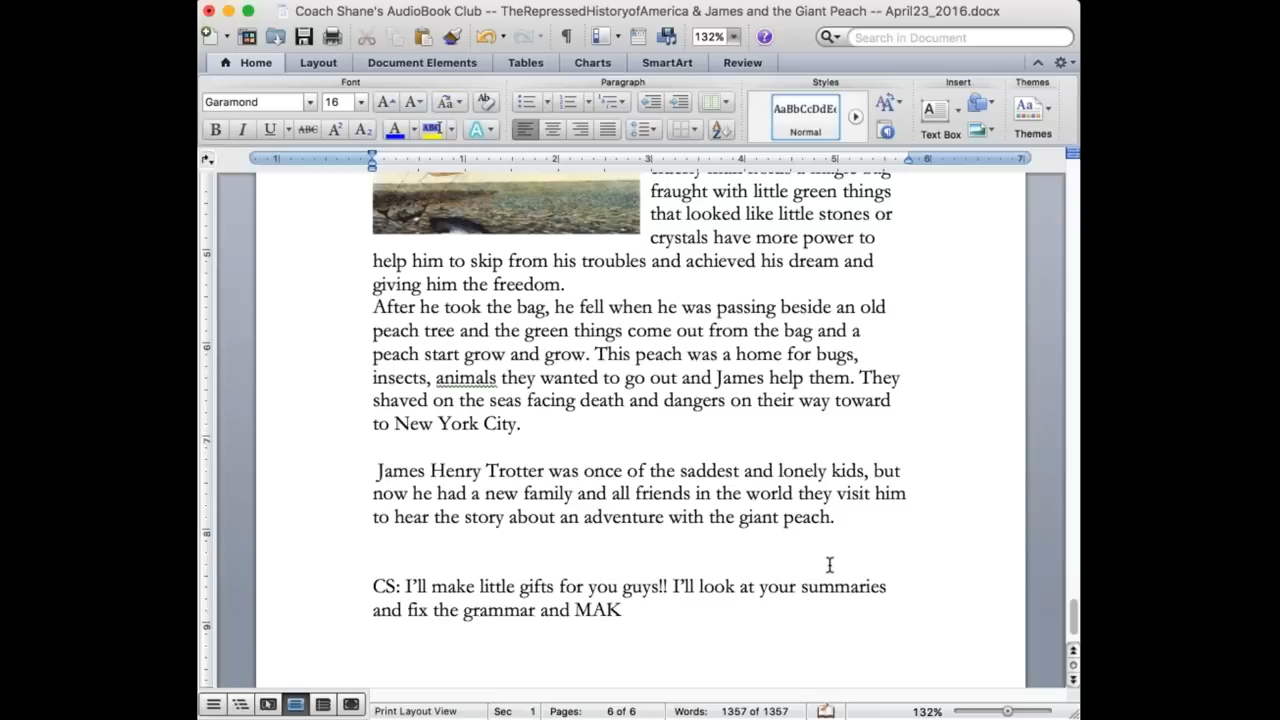 Coach Shane's AudioBook Club -- TheRepressedHistoryofAmerica & James and the Giant Peach -- April23_2016.docx
132%
Search in Document
Home Layout Document Elements Tables Charts SmartArt Review
Font Paragraph Styles Insert Themes
Garamond 16 AaBbCcDdEe
Normal Text Box Themes
fraught with little green things
that looked like little stones or
crystals have more power to
help him to skip from his troubles and achieved his dream and
giving him the freedom.
After he took the bag, he fell when he was passing beside an old
peach tree and the green things come out from the bag and a
peach start grow and grow. This peach was a home for bugs,
insects, animals they wanted to go out and James help them. They
shaved on the seas facing death and dangers on their way toward
to New York City.
James Henry Trotter was once of the saddest and lonely kids, but
now he had a new family and all friends in the world they visit him
to hear the story about an adventure with the giant peach.
CS: I'll make little gifts for you guys!! I'll look at your summaries
and fix the grammar and MAK
Print Layout View Sec 1 Pages: 6 of 6 Words: 1357 of 1357 132%